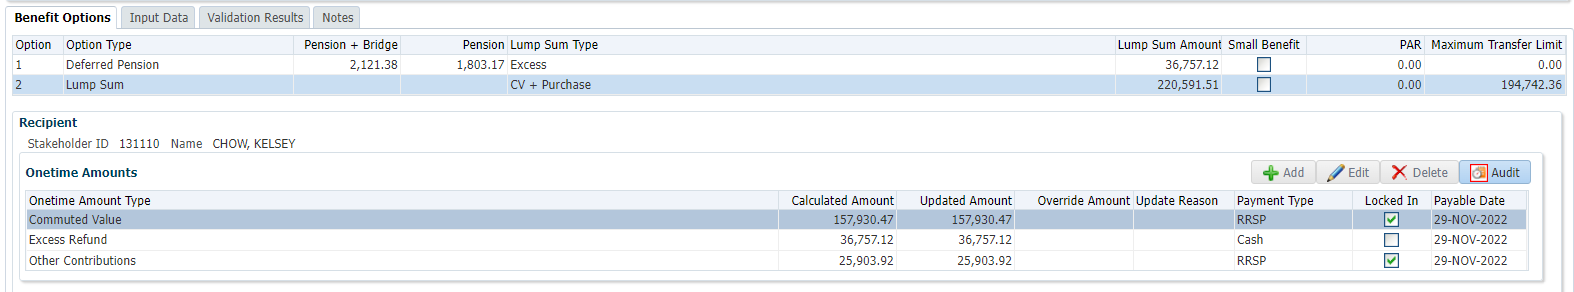 Benefit Options Input Data Validation Results Notes
Option Option Type Pension + Bridge Pension Lump Sum Type Lump Sum Amount Small Benefit PAR Maximum Transfer Limit
1 Deferred Pension 2,121.38 1,803.17 Excess 36,757.12 0.00 0.00
2 Lump Sum CV + Purchase 220,591.51 0.00 194,742.36
Recipient
Stakeholder ID 131110 Name CHOW, KELSEY
Onetime Amounts Add Edit Delete Audit
Onetime Amount Type Calculated Amount Updated Amount Override Amount Update Reason Payment Type Locked In Payable Date
Commuted Value 157,930.47 157,930.47 RRSP 29-NOV-2022
Excess Refund 36,757.12 36,757.12 Cash 29-NOV-2022
Other Contributions 25,903.92 25,903.92 RRSP 29-NOV-2022